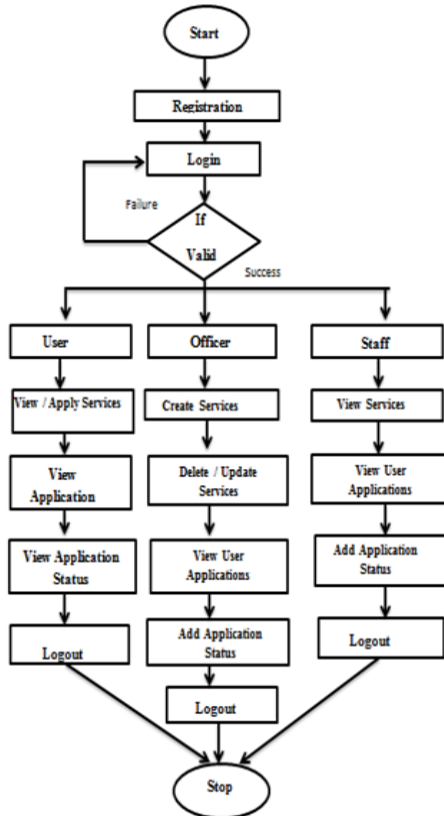 Start
Registration
Login
Failure
If
Valid
Success
User
Officer
Staff
View / Apply Services
Create Services
View Services
View
Application
Delete / Update
Services
View User
Applications
View Application
Status
View User
Applications
Add Application
Status
Logout
Add Application
Status
Logout
Logout
Stop